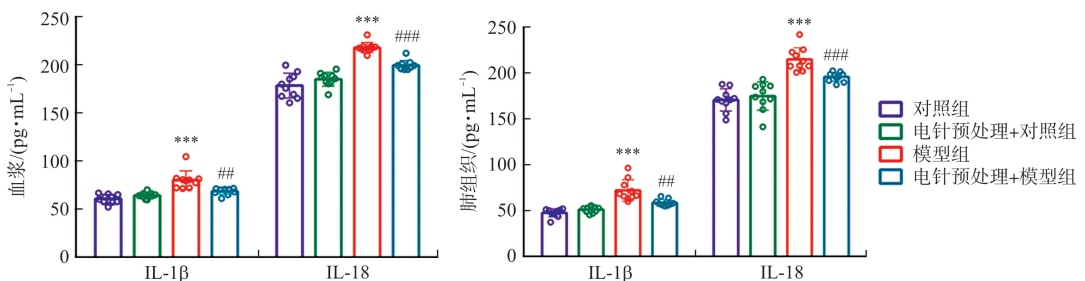 血浆/(pg·mL⁻¹)
250
200
150
100
50
0
***
##
***
###
IL-1β
IL-18
肺组织/(pg·mL⁻¹)
250
200
150
100
50
0
***
##
***
###
IL-1β
IL-18
对照组
电针预处理+对照组
模型组
电针预处理+模型组